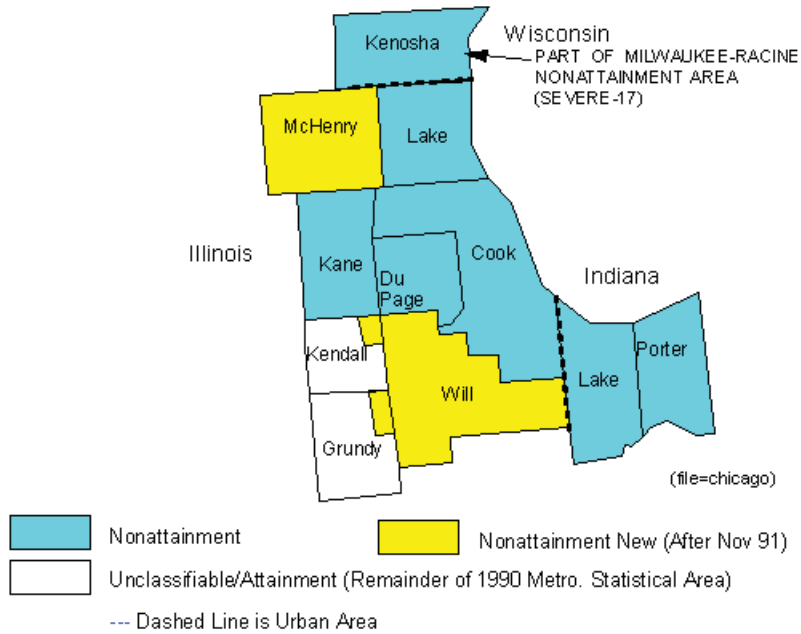 Wisconsin
Kenosha
PART OF MILWAUKEE-RACINE
NONATTAINMENT AREA
(SEVERE-17)
McHenry
Lake
Illinois
Kane
Cook
Du
Page
Indiana
Kendall
Porter
Lake
Will
Grundy
(file=chicago)
Nonattainment
Nonattainment New (After Nov 91)
Unclassifiable/Attainment (Remainder of 1990 Metro. Statistical Area)
--- Dashed Line is Urban Area